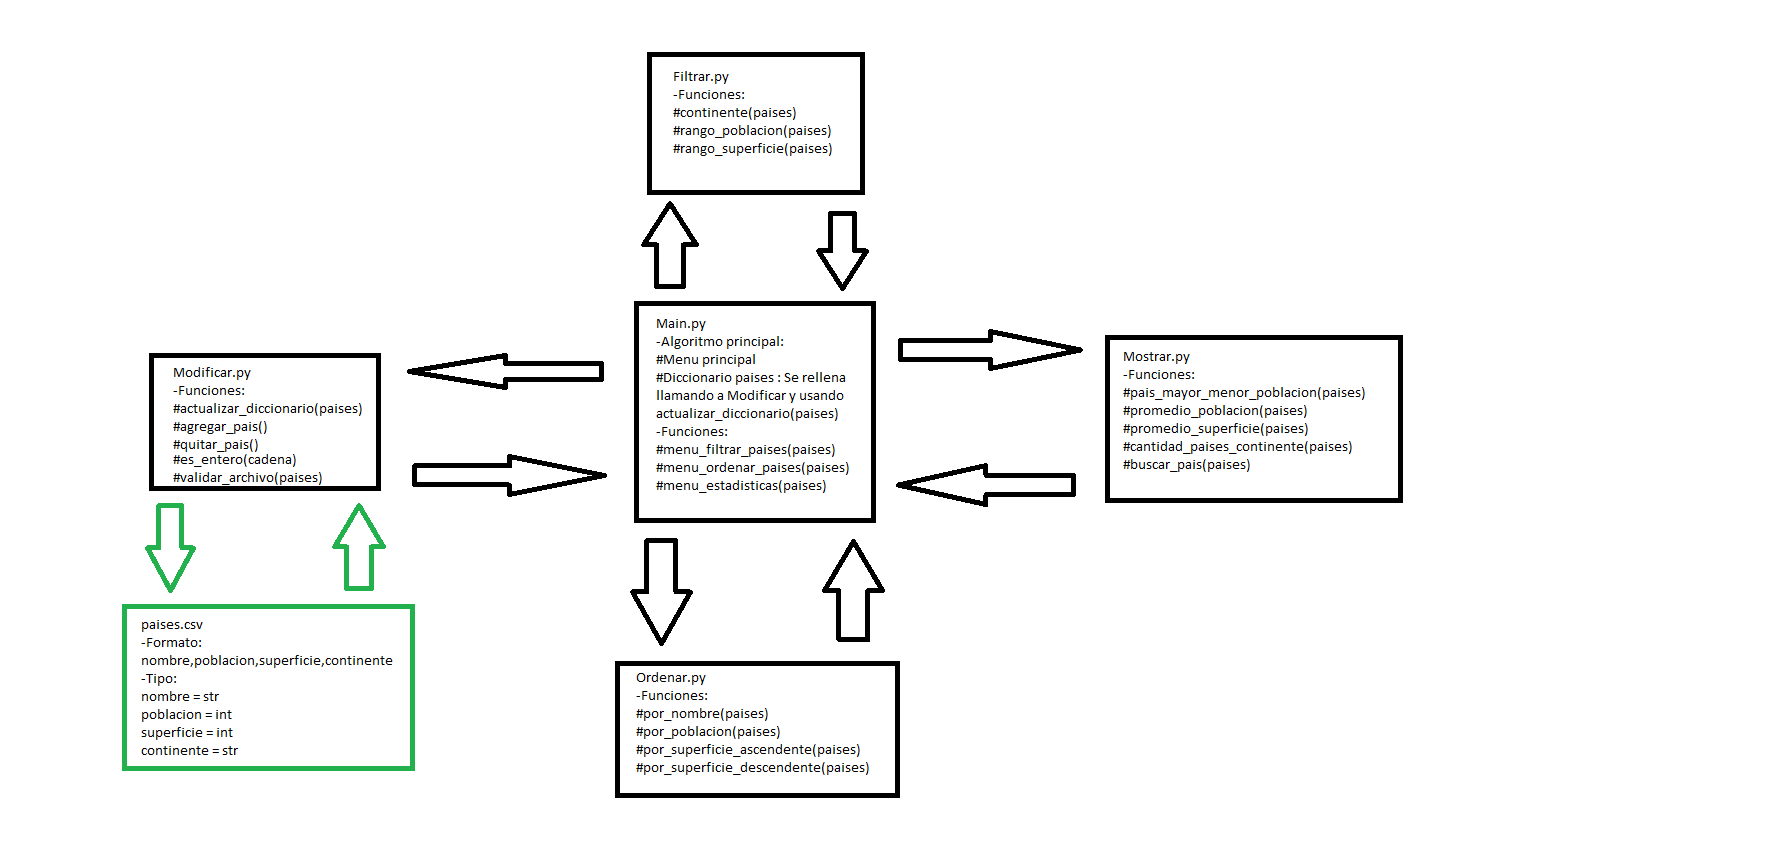 Filtrar.py
-Funciones:
#continente(paises)
#rango_poblacion(paises)
#rango_superficie(paises)
Main.py
-Algoritmo principal:
#Menu principal
#Diccionario paises : Se rellena
llamando a Modificar y usando
actualizar_diccionario(paises)
-Funciones:
#menu_filtrar_paises(paises)
#menu_ordenar_paises(paises)
#menu_estadisticas(paises)
Modificar.py
-Funciones:
#actualizar_diccionario(paises)
#agregar_pais()
#quitar_pais()
#es_entero(cadena)
#validar_archivo(paises)
Mostrar.py
-Funciones:
#pais_mayor_menor_poblacion(paises)
#promedio_poblacion(paises)
#promedio_superficie(paises)
#cantidad_paises_continente(paises)
#buscar_pais(paises)
paises.csv
-Formato:
nombre,poblacion,superficie,continente
-Tipo:
nombre = str
poblacion = int
superficie = int
continente = str
Ordenar.py
-Funciones:
#por_nombre(paises)
#por_poblacion(paises)
#por_superficie_ascendente(paises)
#por_superficie_descendente(paises)